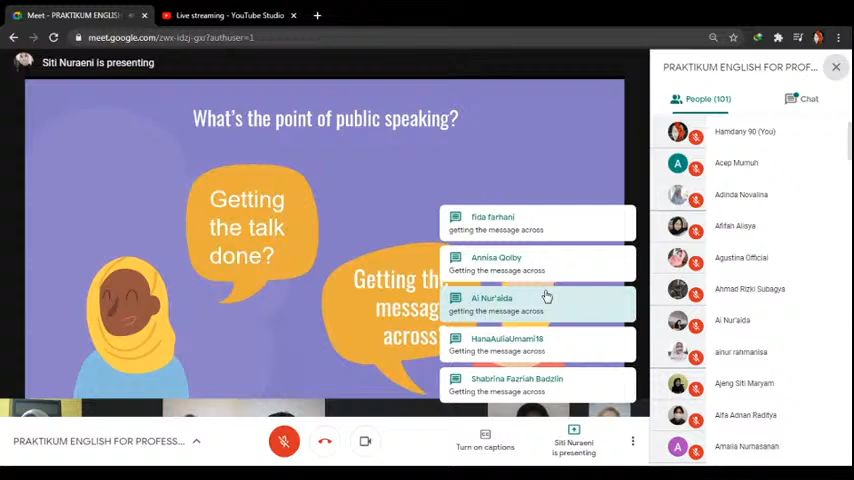 Meet - PRAKTIKUM ENGLISH
Live streaming - YouTube Studio
meet.google.com/zwx-idzj-gxr?authuser=1
Siti Nuraeni is presenting
What's the point of public speaking?
Getting
the talk
done?
Getting the
message
across?
fida farhani
getting the message across
Annisa Qolby
Getting the message across
Ai Nur'aida
getting the message across
HanaAuliaUmami18
Getting the message across
Shabrina Fazriah Badzlin
Getting the message across
PRAKTIKUM ENGLISH FOR PROF...
People (101)
Chat
Hamdany 90 (You)
Acep Mumuh
Adinda Novalina
Afifah Alisya
Agustina Official
Ahmad Rizki Subagya
Ai Nur'aida
ainur rahmanisa
Ajeng Siti Maryam
Alfa Adnan Raditya
A
Amalia Nurhasanah
PRAKTIKUM ENGLISH FOR PROFESS...
Turn on captions
Siti Nuraeni
is presenting